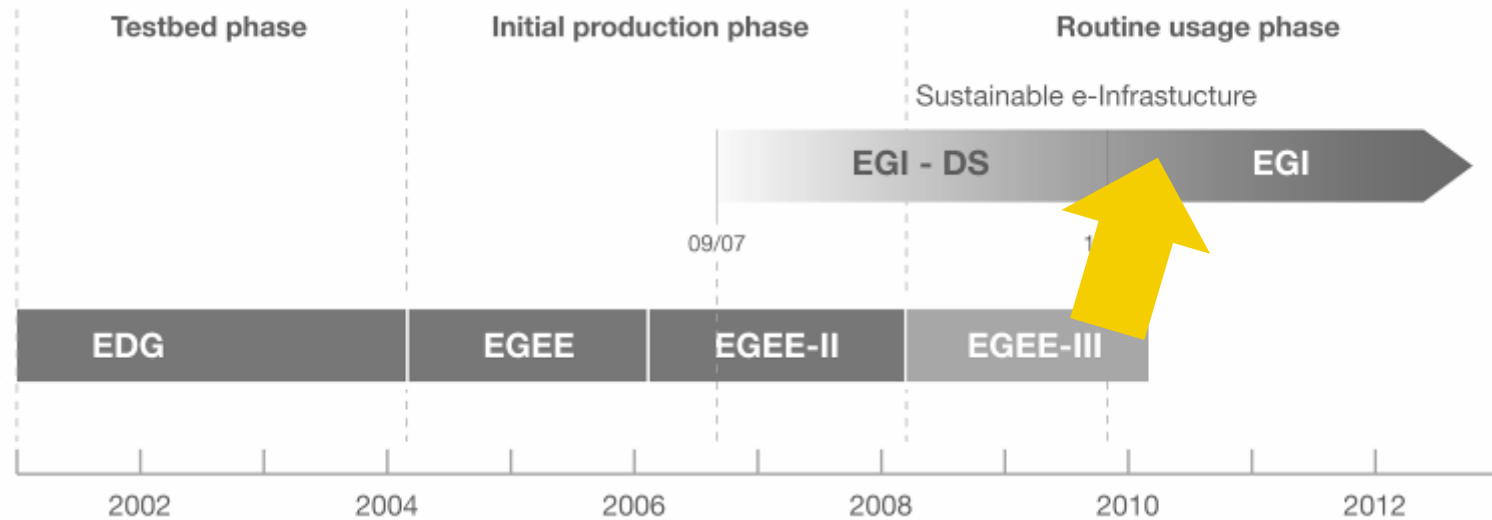 Testbed phase
Initial production phase
Routine usage phase
Sustainable e-Infrastucture
EGI - DS
EGI
09/07
EDG
EGEE
EGEE-II
EGEE-III
2002
2004
2006
2008
2010
2012